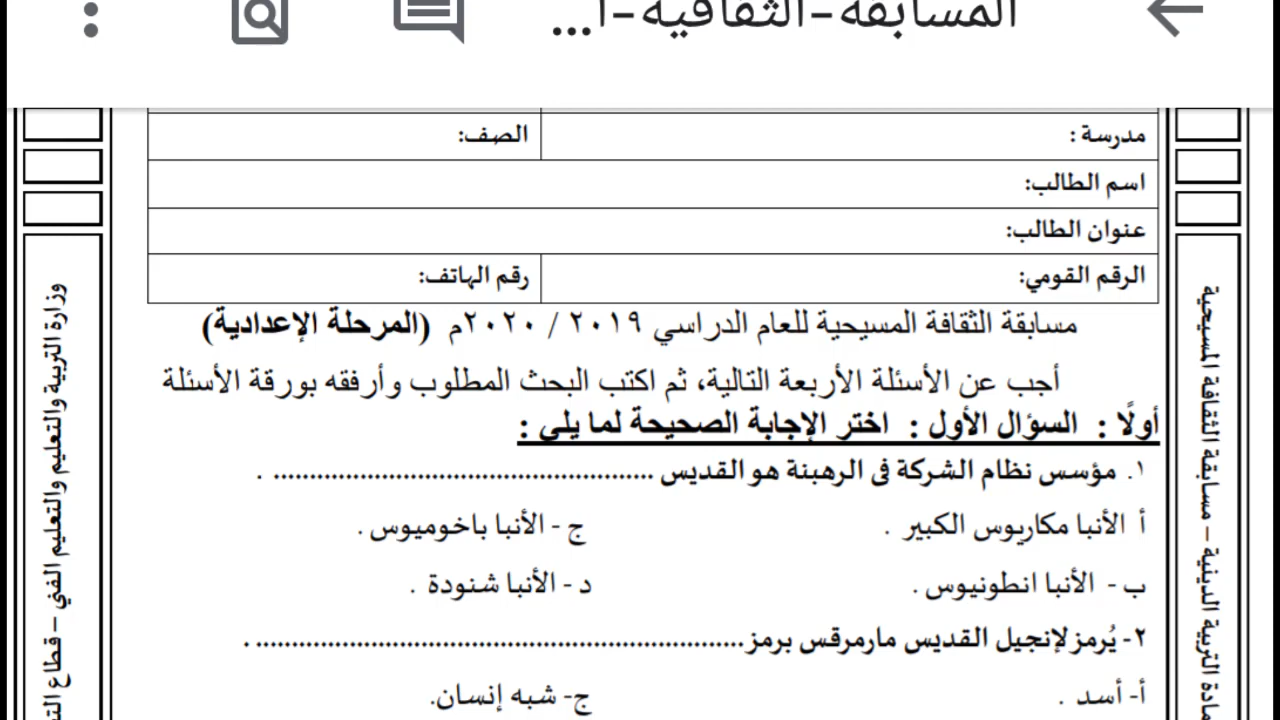 المسابقة-الثقافية-ا...
مدرسة : الصف:
اسم الطالب:
عنوان الطالب:
الرقم القومي: رقم الهاتف:
مسابقة الثقافة المسيحية للعام الدراسي ٢٠١٩ / ٢٠٢٠م (المرحلة الإعدادية)
أجب عن الأسئلة الأربعة التالية، ثم اكتب البحث المطلوب وأرفقه بورقة الأسئلة
أولًا : السؤال الأول : اختر الإجابة الصحيحة لما يلي :
١. مؤسس نظام الشركة فى الرهبنة هو القديس ..................................................... .
أ الأنبا مكاريوس الكبير . ج - الأنبا باخوميوس .
ب - الأنبا انطونيوس . د - الأنبا شنودة .
٢- يُرمز لإنجيل القديس مارمرقس برمز.................................................................... .
أ- أسد . ج- شبه إنسان.
مادة التربية الدينية – مسابقة الثقافة المسيحية
وزارة التربية والتعليم والتعليم الفني – قطاع